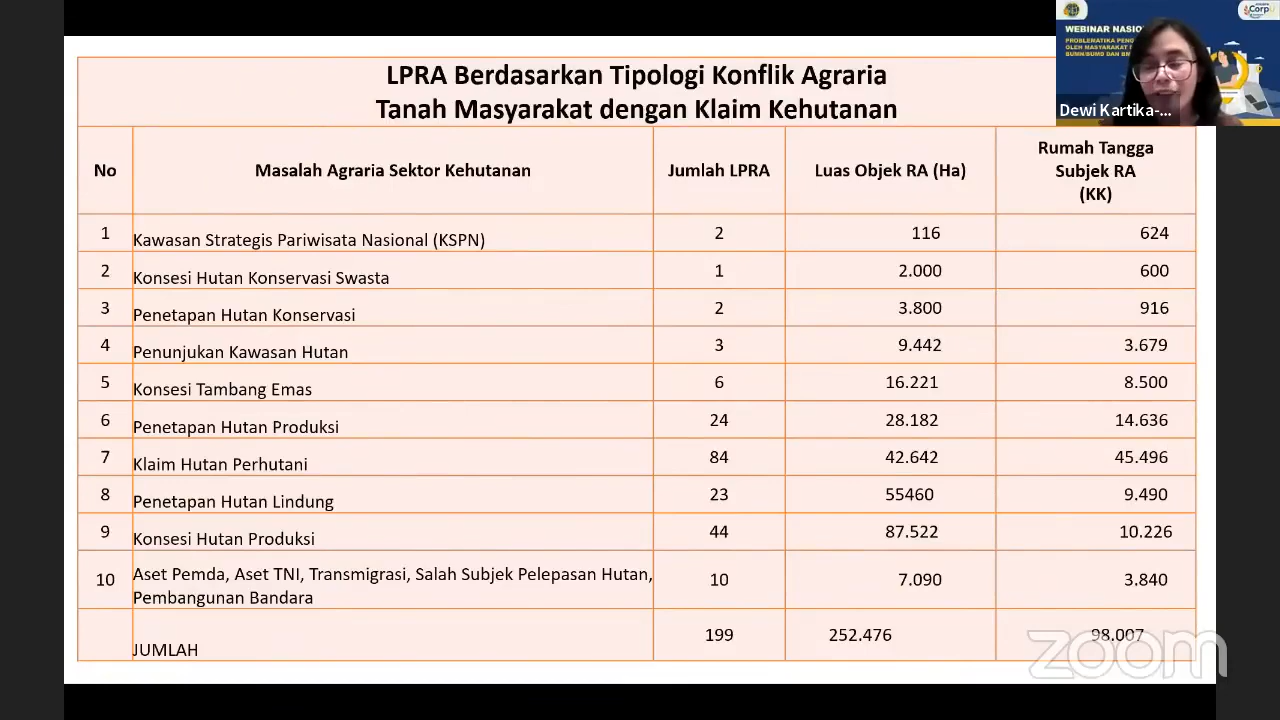 LPRA Berdasarkan Tipologi Konflik Agraria
Tanah Masyarakat dengan Klaim Kehutanan
WEBINAR NASIO
Dewi Kartika-...
No Masalah Agraria Sektor Kehutanan Jumlah LPRA Luas Objek RA (Ha) Rumah Tangga Subjek RA (KK)
1 Kawasan Strategis Pariwisata Nasional (KSPN) 2 116 624
2 Konsesi Hutan Konservasi Swasta 1 2.000 600
3 Penetapan Hutan Konservasi 2 3.800 916
4 Penunjukan Kawasan Hutan 3 9.442 3.679
5 Konsesi Tambang Emas 6 16.221 8.500
6 Penetapan Hutan Produksi 24 28.182 14.636
7 Klaim Hutan Perhutani 84 42.642 45.496
8 Penetapan Hutan Lindung 23 55460 9.490
9 Konsesi Hutan Produksi 44 87.522 10.226
10 Aset Pemda, Aset TNI, Transmigrasi, Salah Subjek Pelepasan Hutan, Pembangunan Bandara 10 7.090 3.840
JUMLAH 199 252.476 98.007
zoom